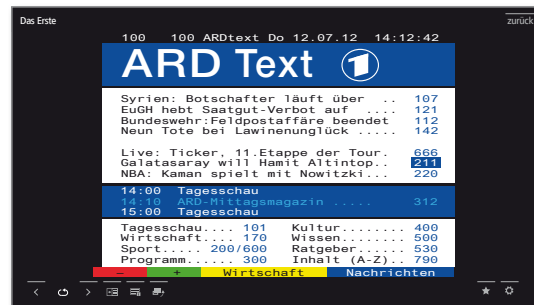 Das Erste zurück
100 100 ARDtext Do 12.07.12 14:12:42
ARD Text 1
Syrien: Botschafter läuft über .. 107
EuGH hebt Saatgut-Verbot auf .... 121
Bundeswehr:Feldpostaffäre beendet 112
Neun Tote bei Lawinenunglück ..... 142
Live: Ticker, 11.Etappe der Tour. 666
Galatasaray will Hamit Altintop.. 211
NBA: Kaman spielt mit Nowitzki... 220
14:00 Tagesschau
14:10 ARD-Mittagsmagazin ..... 312
15:00 Tagesschau
Tagesschau.... 101 Kultur........ 400
Wirtschaft.... 170 Wissen........ 500
Sport..... 200/600 Ratgeber...... 530
Programm...... 300 Inhalt (A-Z).. 790
- + Wirtschaft Nachrichten